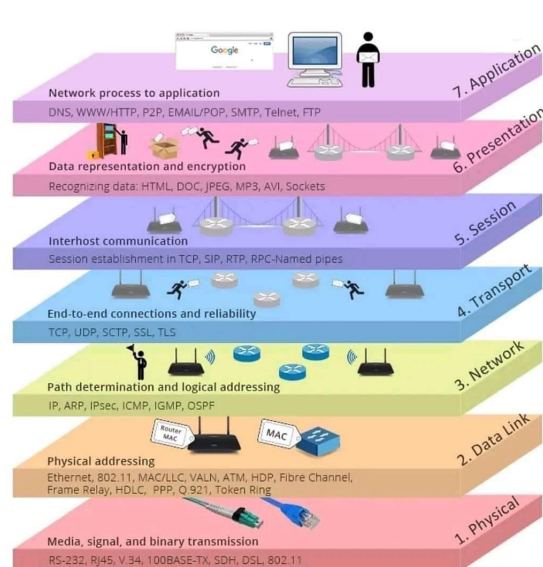 Google
7. Application
Network process to application
DNS, WWW/HTTP, P2P, EMAIL/POP, SMTP, Telnet, FTP
6. Presentation
Data representation and encryption
Recognizing data: HTML, DOC, JPEG, MP3, AVI, Sockets
5. Session
Interhost communication
Session establishment in TCP, SIP, RTP, RPC-Named pipes
4. Transport
End-to-end connections and reliability
TCP, UDP, SCTP, SSL, TLS
3. Network
Path determination and logical addressing
IP, ARP, IPsec, ICMP, IGMP, OSPF
Router
MAC
MAC
2. Data Link
Physical addressing
Ethernet, 802.11, MAC/LLC, VALN, ATM, HDP, Fibre Channel,
Frame Relay, HDLC, PPP, Q.921, Token Ring
1. Physical
Media, signal, and binary transmission
RS-232, RJ45, V.34, 100BASE-TX, SDH, DSL, 802.11